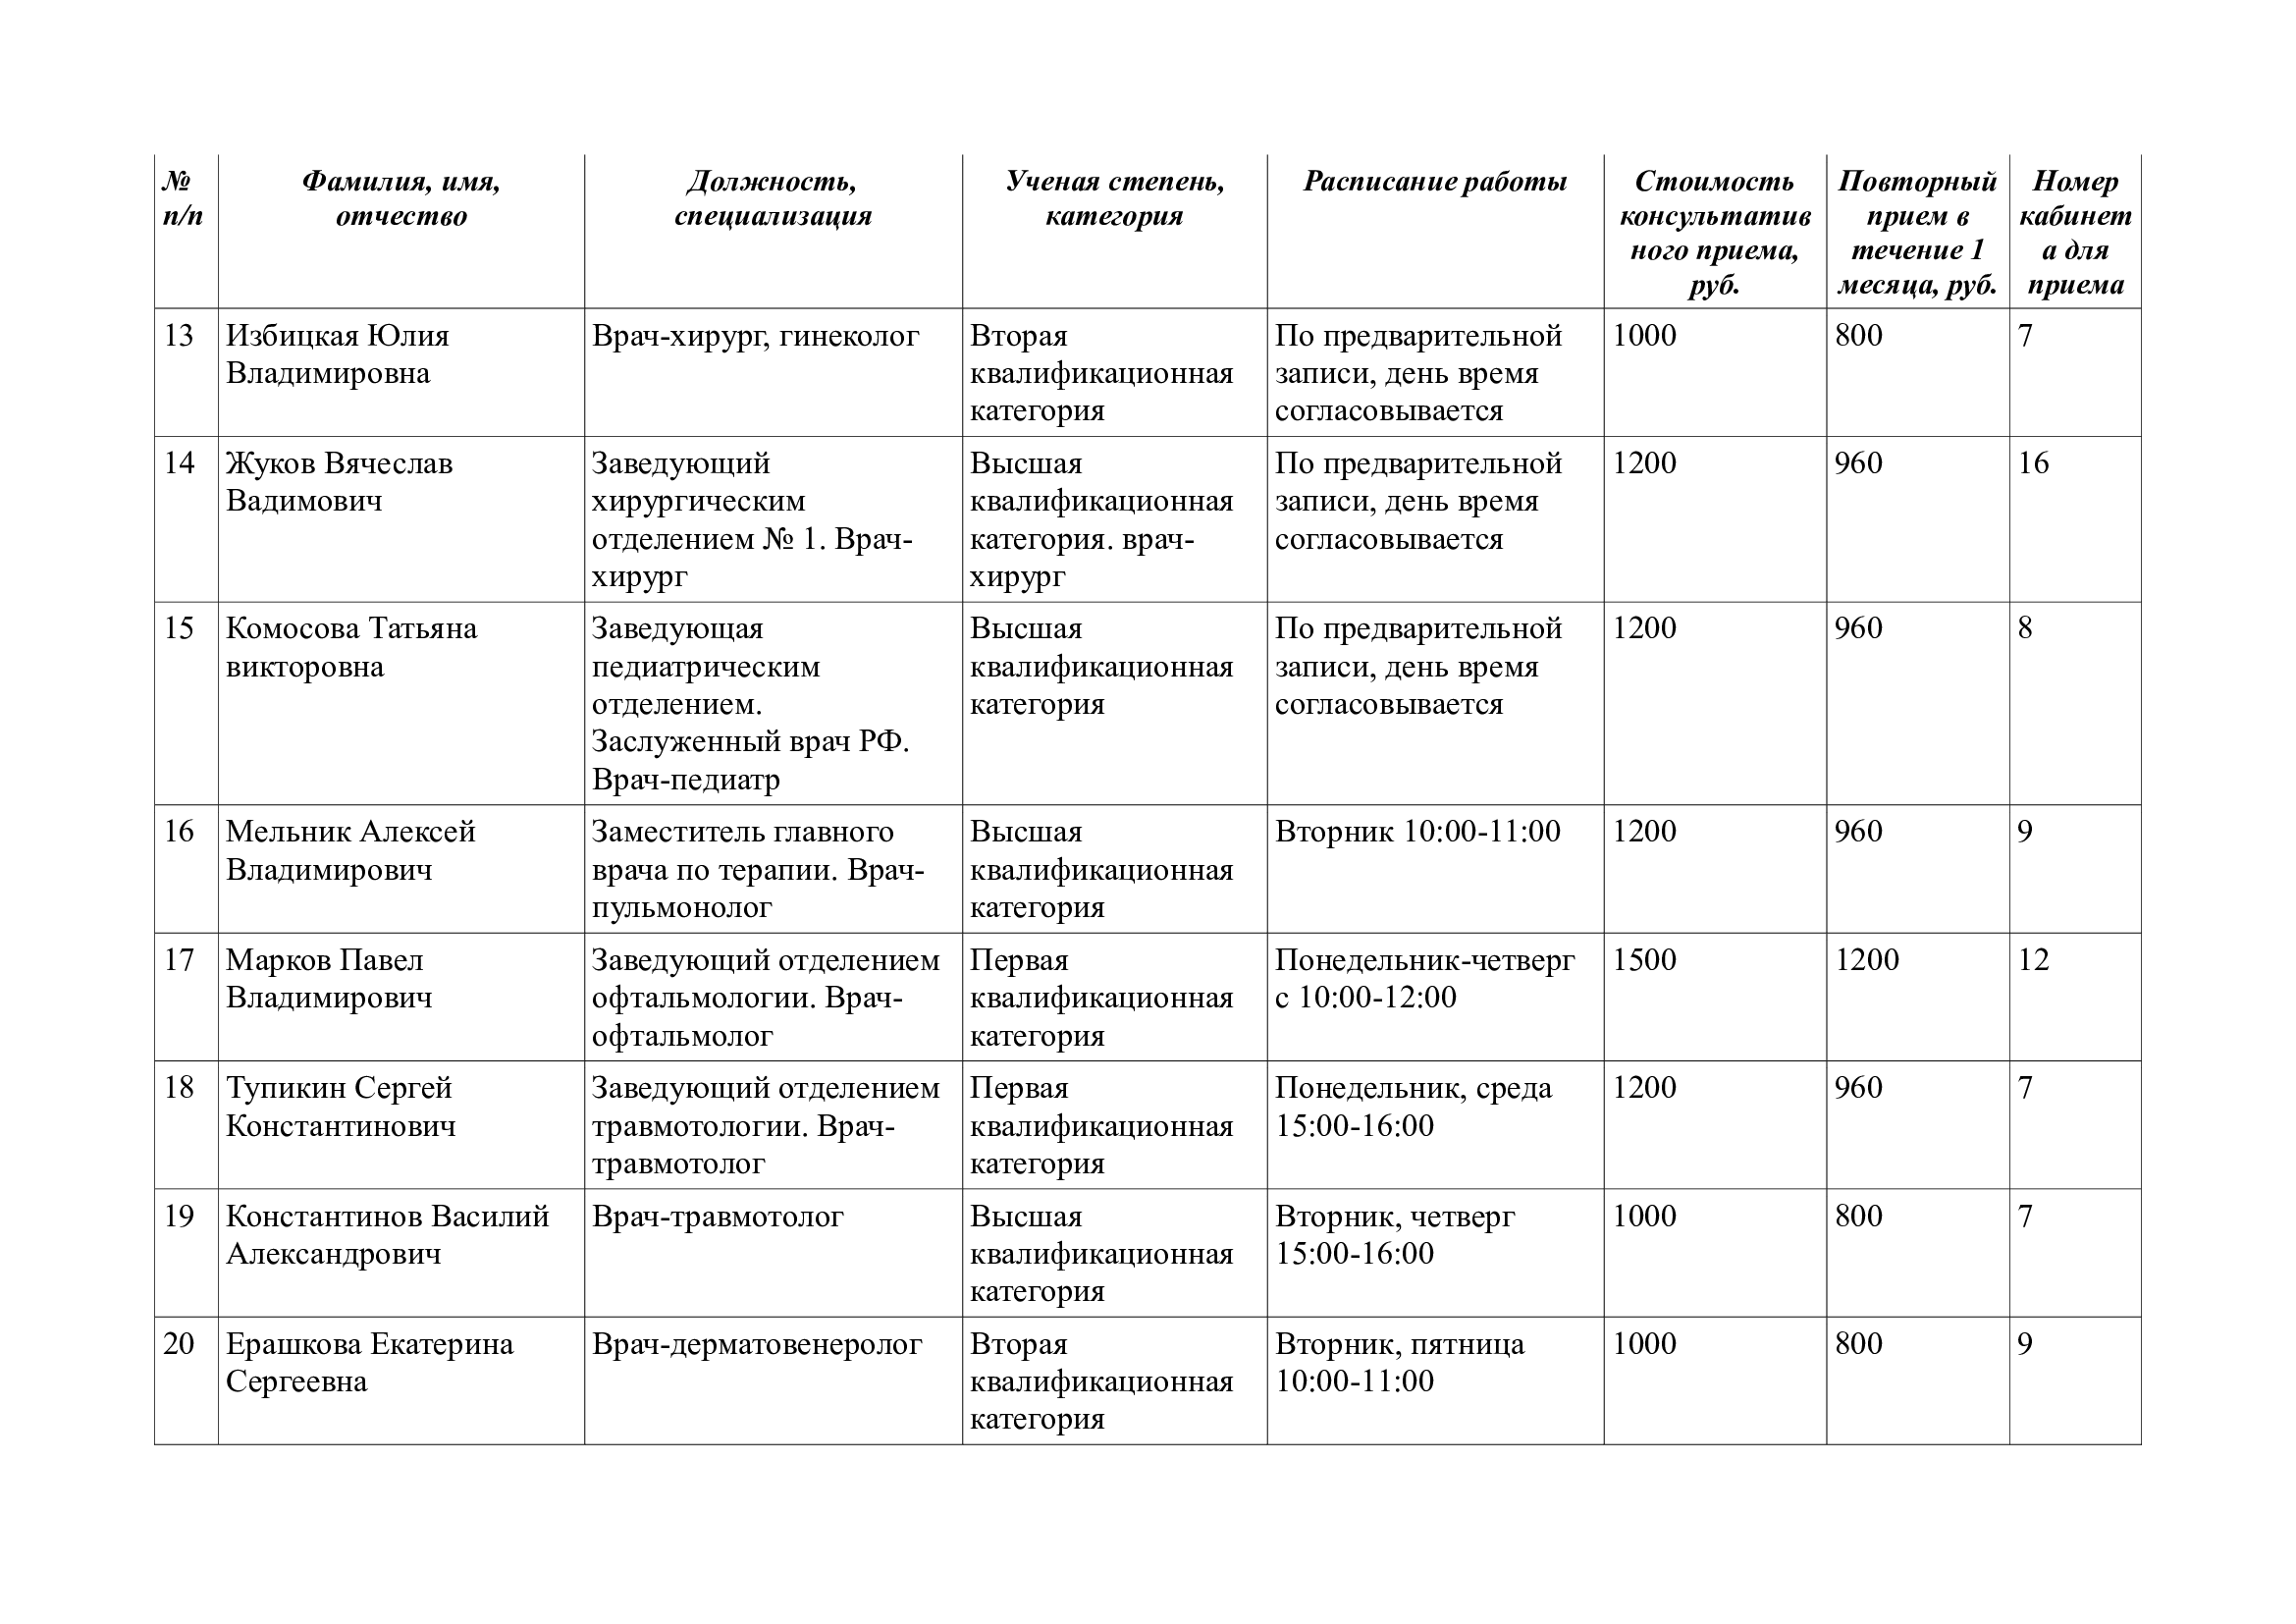 № п/п
Фамилия, имя, отчество
Должность, специализация
Ученая степень, категория
Расписание работы
Стоимость консультатив ного приема, руб.
Повторный прием в течение 1 месяца, руб.
Номер кабинет а для приема
13
Избицкая Юлия
Владимировна
Врач-хирург, гинеколог
Вторая
квалификационная
категория
По предварительной
записи, день время
согласовывается
1000
800
7
14
Жуков Вячеслав
Вадимович
Заведующий
хирургическим
отделением № 1. Врач-
хирург
Высшая
квалификационная
категория. врач-
хирург
По предварительной
записи, день время
согласовывается
1200
960
16
15
Комосова Татьяна
викторовна
Заведующая
педиатрическим
отделением.
Заслуженный врач РФ.
Врач-педиатр
Высшая
квалификационная
категория
По предварительной
записи, день время
согласовывается
1200
960
8
16
Мельник Алексей
Владимирович
Заместитель главного
врача по терапии. Врач-
пульмонолог
Высшая
квалификационная
категория
Вторник 10:00-11:00
1200
960
9
17
Марков Павел
Владимирович
Заведующий отделением
офтальмологии. Врач-
офтальмолог
Первая
квалификационная
категория
Понедельник-четверг
с 10:00-12:00
1500
1200
12
18
Тупикин Сергей
Константинович
Заведующий отделением
травмотологии. Врач-
травмотолог
Первая
квалификационная
категория
Понедельник, среда
15:00-16:00
1200
960
7
19
Константинов Василий
Александрович
Врач-травмотолог
Высшая
квалификационная
категория
Вторник, четверг
15:00-16:00
1000
800
7
20
Ерашкова Екатерина
Сергеевна
Врач-дерматовенеролог
Вторая
квалификационная
категория
Вторник, пятница
10:00-11:00
1000
800
9